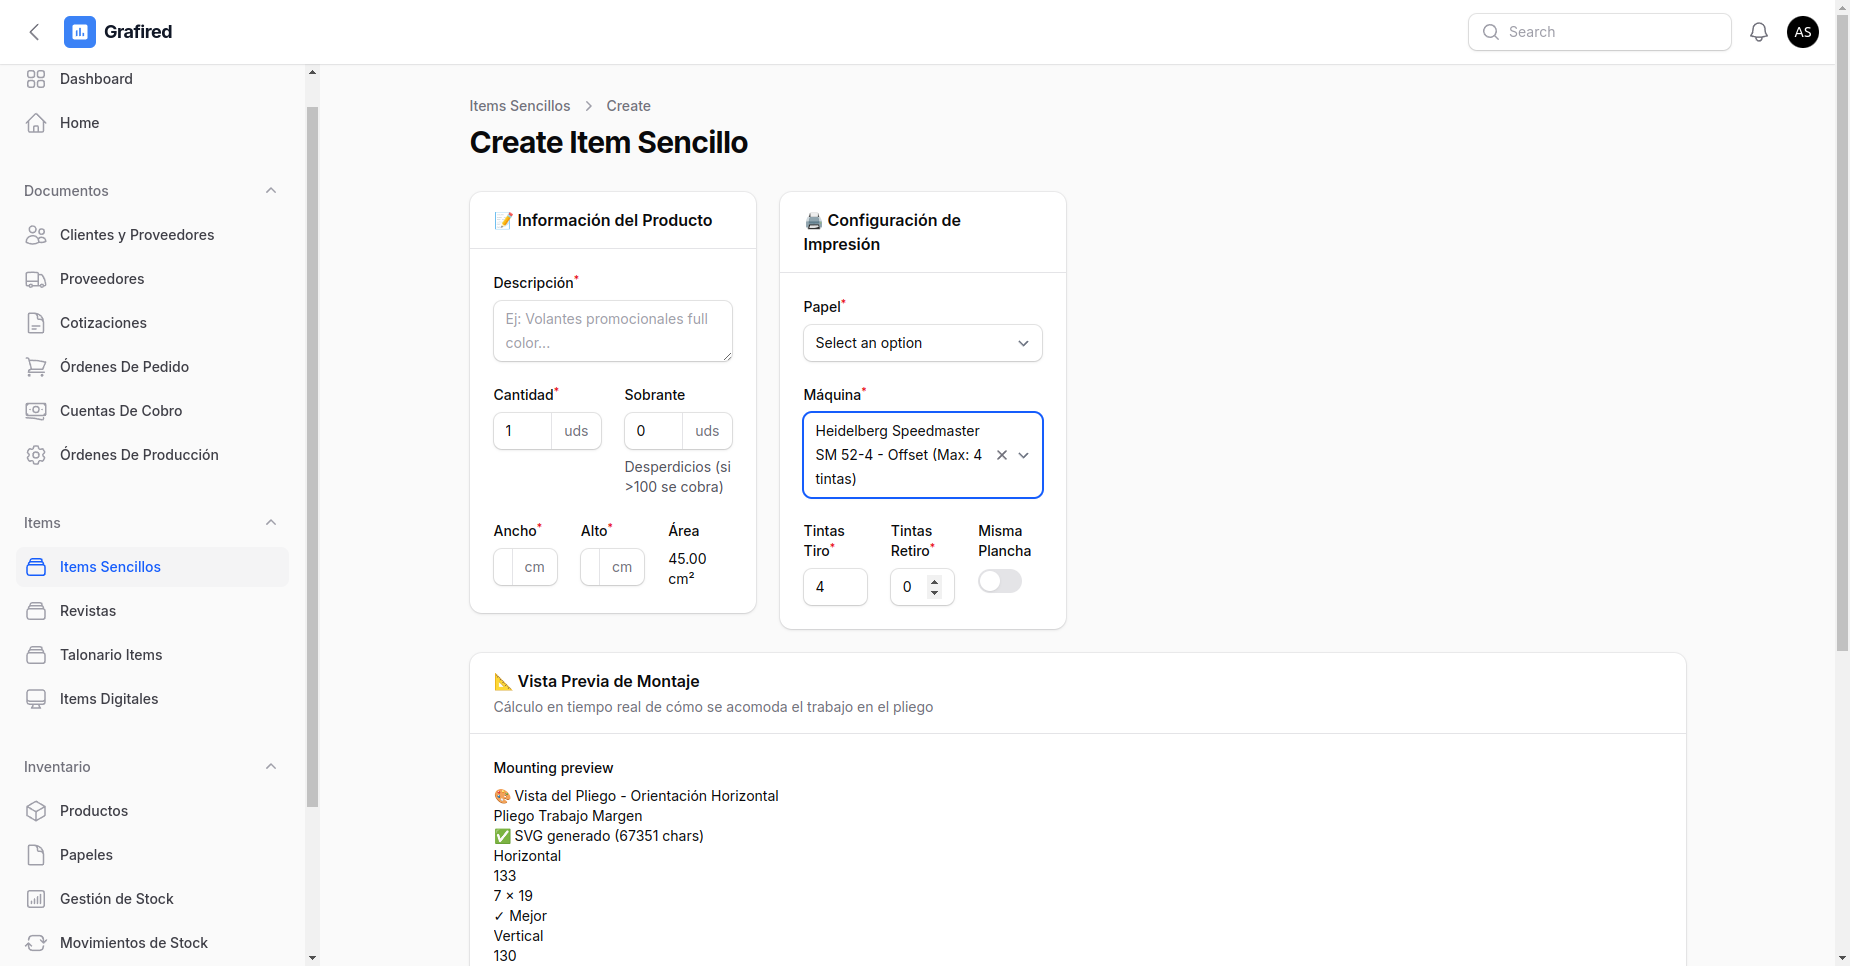 Grafired
Search
AS
Dashboard
Home
Documentos
Clientes y Proveedores
Proveedores
Cotizaciones
Órdenes De Pedido
Cuentas De Cobro
Órdenes De Producción
Items
Items Sencillos
Revistas
Talonario Items
Items Digitales
Inventario
Productos
Papeles
Gestión de Stock
Movimientos de Stock
Items Sencillos > Create
Create Item Sencillo
📝 Información del Producto
Descripción*
Ej: Volantes promocionales full
color...
Cantidad* Sobrante
1 uds 0 uds
Desperdicios (si
>100 se cobra)
Ancho* Alto* Área
cm cm 45.00
cm²
🖨️ Configuración de
Impresión
Papel*
Select an option
Máquina*
Heidelberg Speedmaster
SM 52-4 - Offset (Max: 4
tintas)
Tintas Tintas Misma
Tiro* Retiro* Plancha
4 0
📐 Vista Previa de Montaje
Cálculo en tiempo real de cómo se acomoda el trabajo en el pliego
Mounting preview
🎨 Vista del Pliego - Orientación Horizontal
Pliego Trabajo Margen
✅ SVG generado (67351 chars)
Horizontal
133
7 × 19
✓ Mejor
Vertical
130